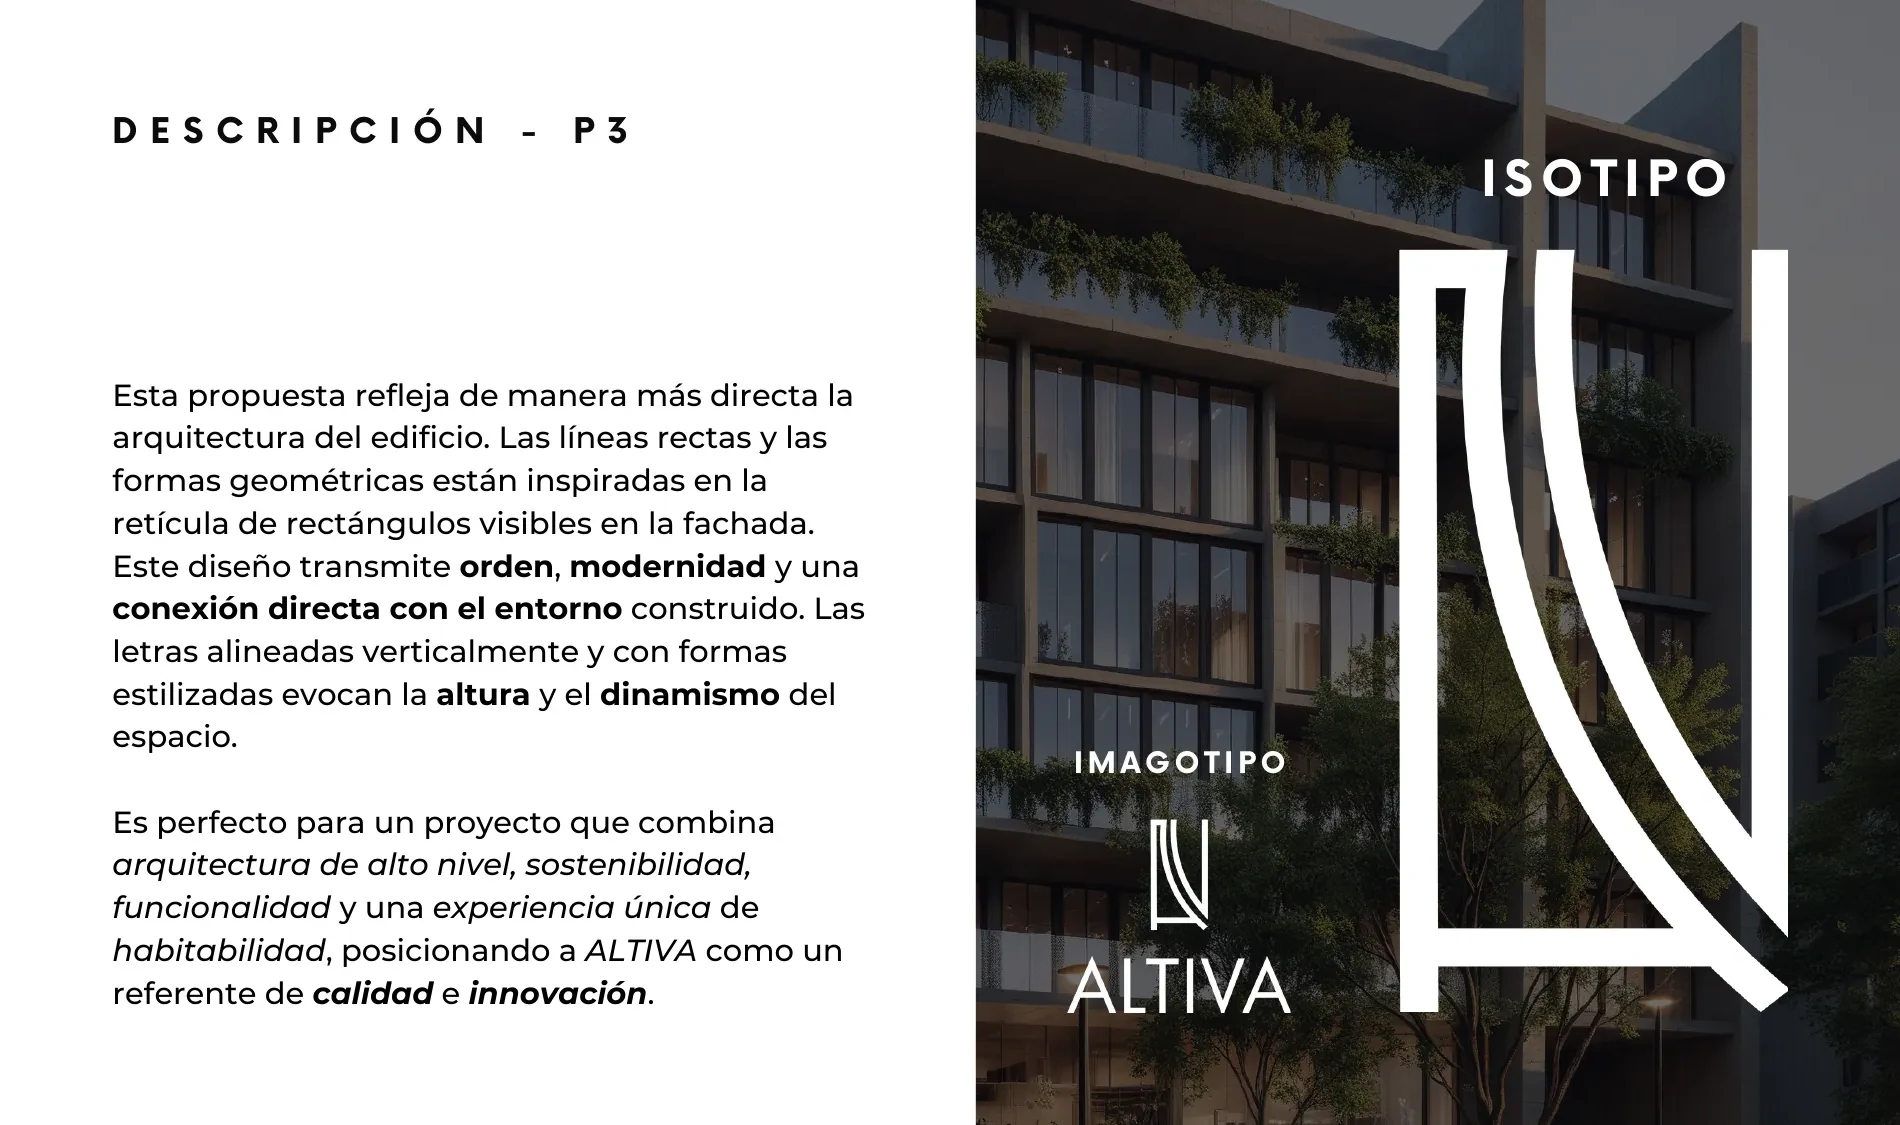 DESCRIPCIÓN - P3
Esta propuesta refleja de manera más directa la
arquitectura del edificio. Las líneas rectas y las
formas geométricas están inspiradas en la
retícula de rectángulos visibles en la fachada.
Este diseño transmite orden, modernidad y una
conexión directa con el entorno construido. Las
letras alineadas verticalmente y con formas
estilizadas evocan la altura y el dinamismo del
espacio.
Es perfecto para un proyecto que combina
arquitectura de alto nivel, sostenibilidad,
funcionalidad y una experiencia única de
habitabilidad, posicionando a ALTIVA como un
referente de calidad e innovación.
ISOTIPO
IMAGOTIPO
ALTIVA